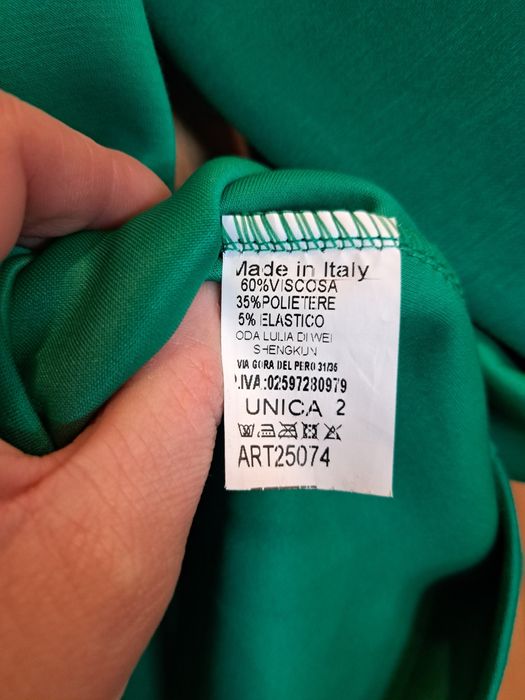 Made in Italy
60%VISCOSA
35%POLIETERE
5% ELASTICO
ODA LULIA DI WEI
SHENGKUN
VIA GORA DEL PERO 31/35
.IVA:02597280979
UNICA 2
ART25074